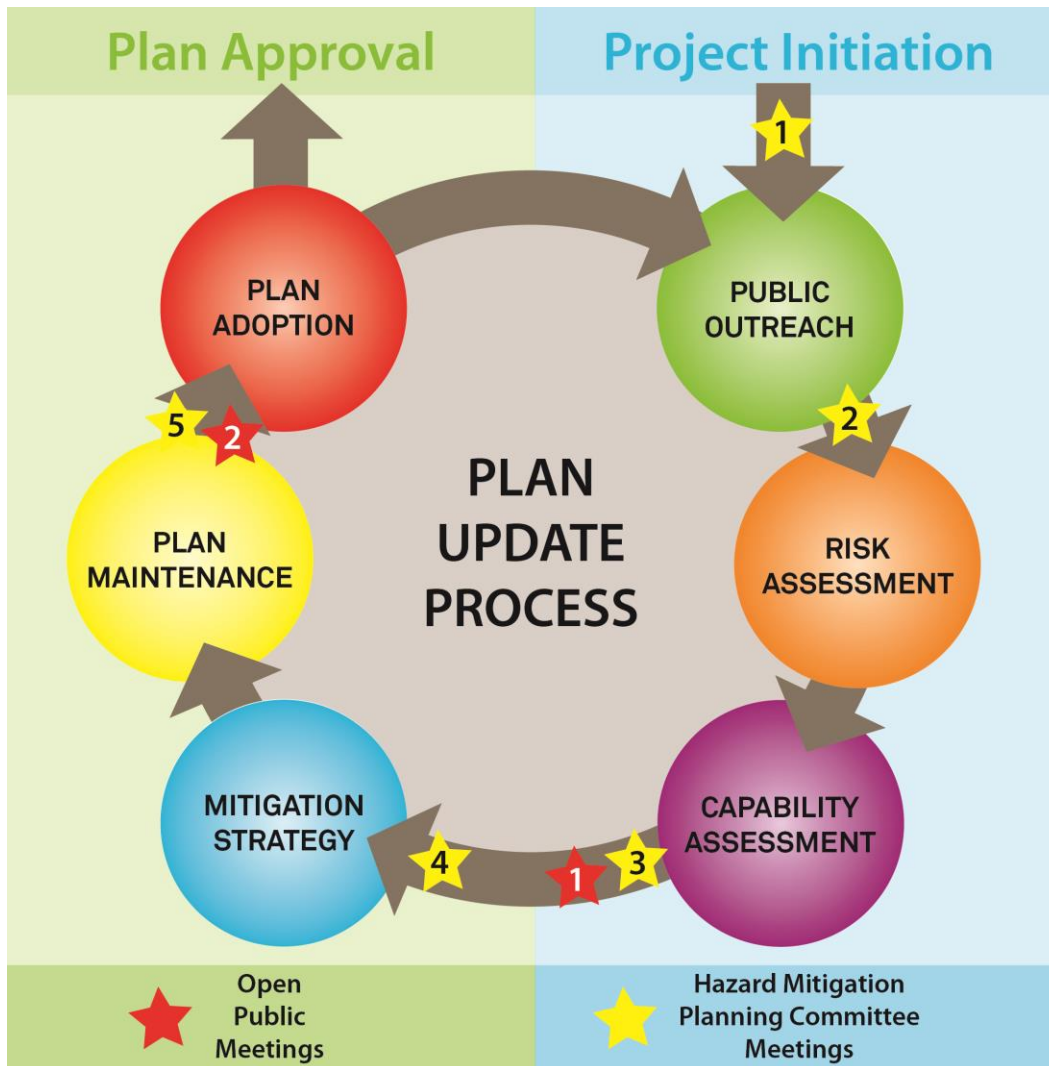 Plan Approval
Project Initiation
1
PLAN
ADOPTION
PUBLIC
OUTREACH
5
2
2
PLAN
UPDATE
PROCESS
PLAN
MAINTENANCE
RISK
ASSESSMENT
MITIGATION
STRATEGY
CAPABILITY
ASSESSMENT
4
1
3
Open
Public
Meetings
Hazard Mitigation
Planning Committee
Meetings